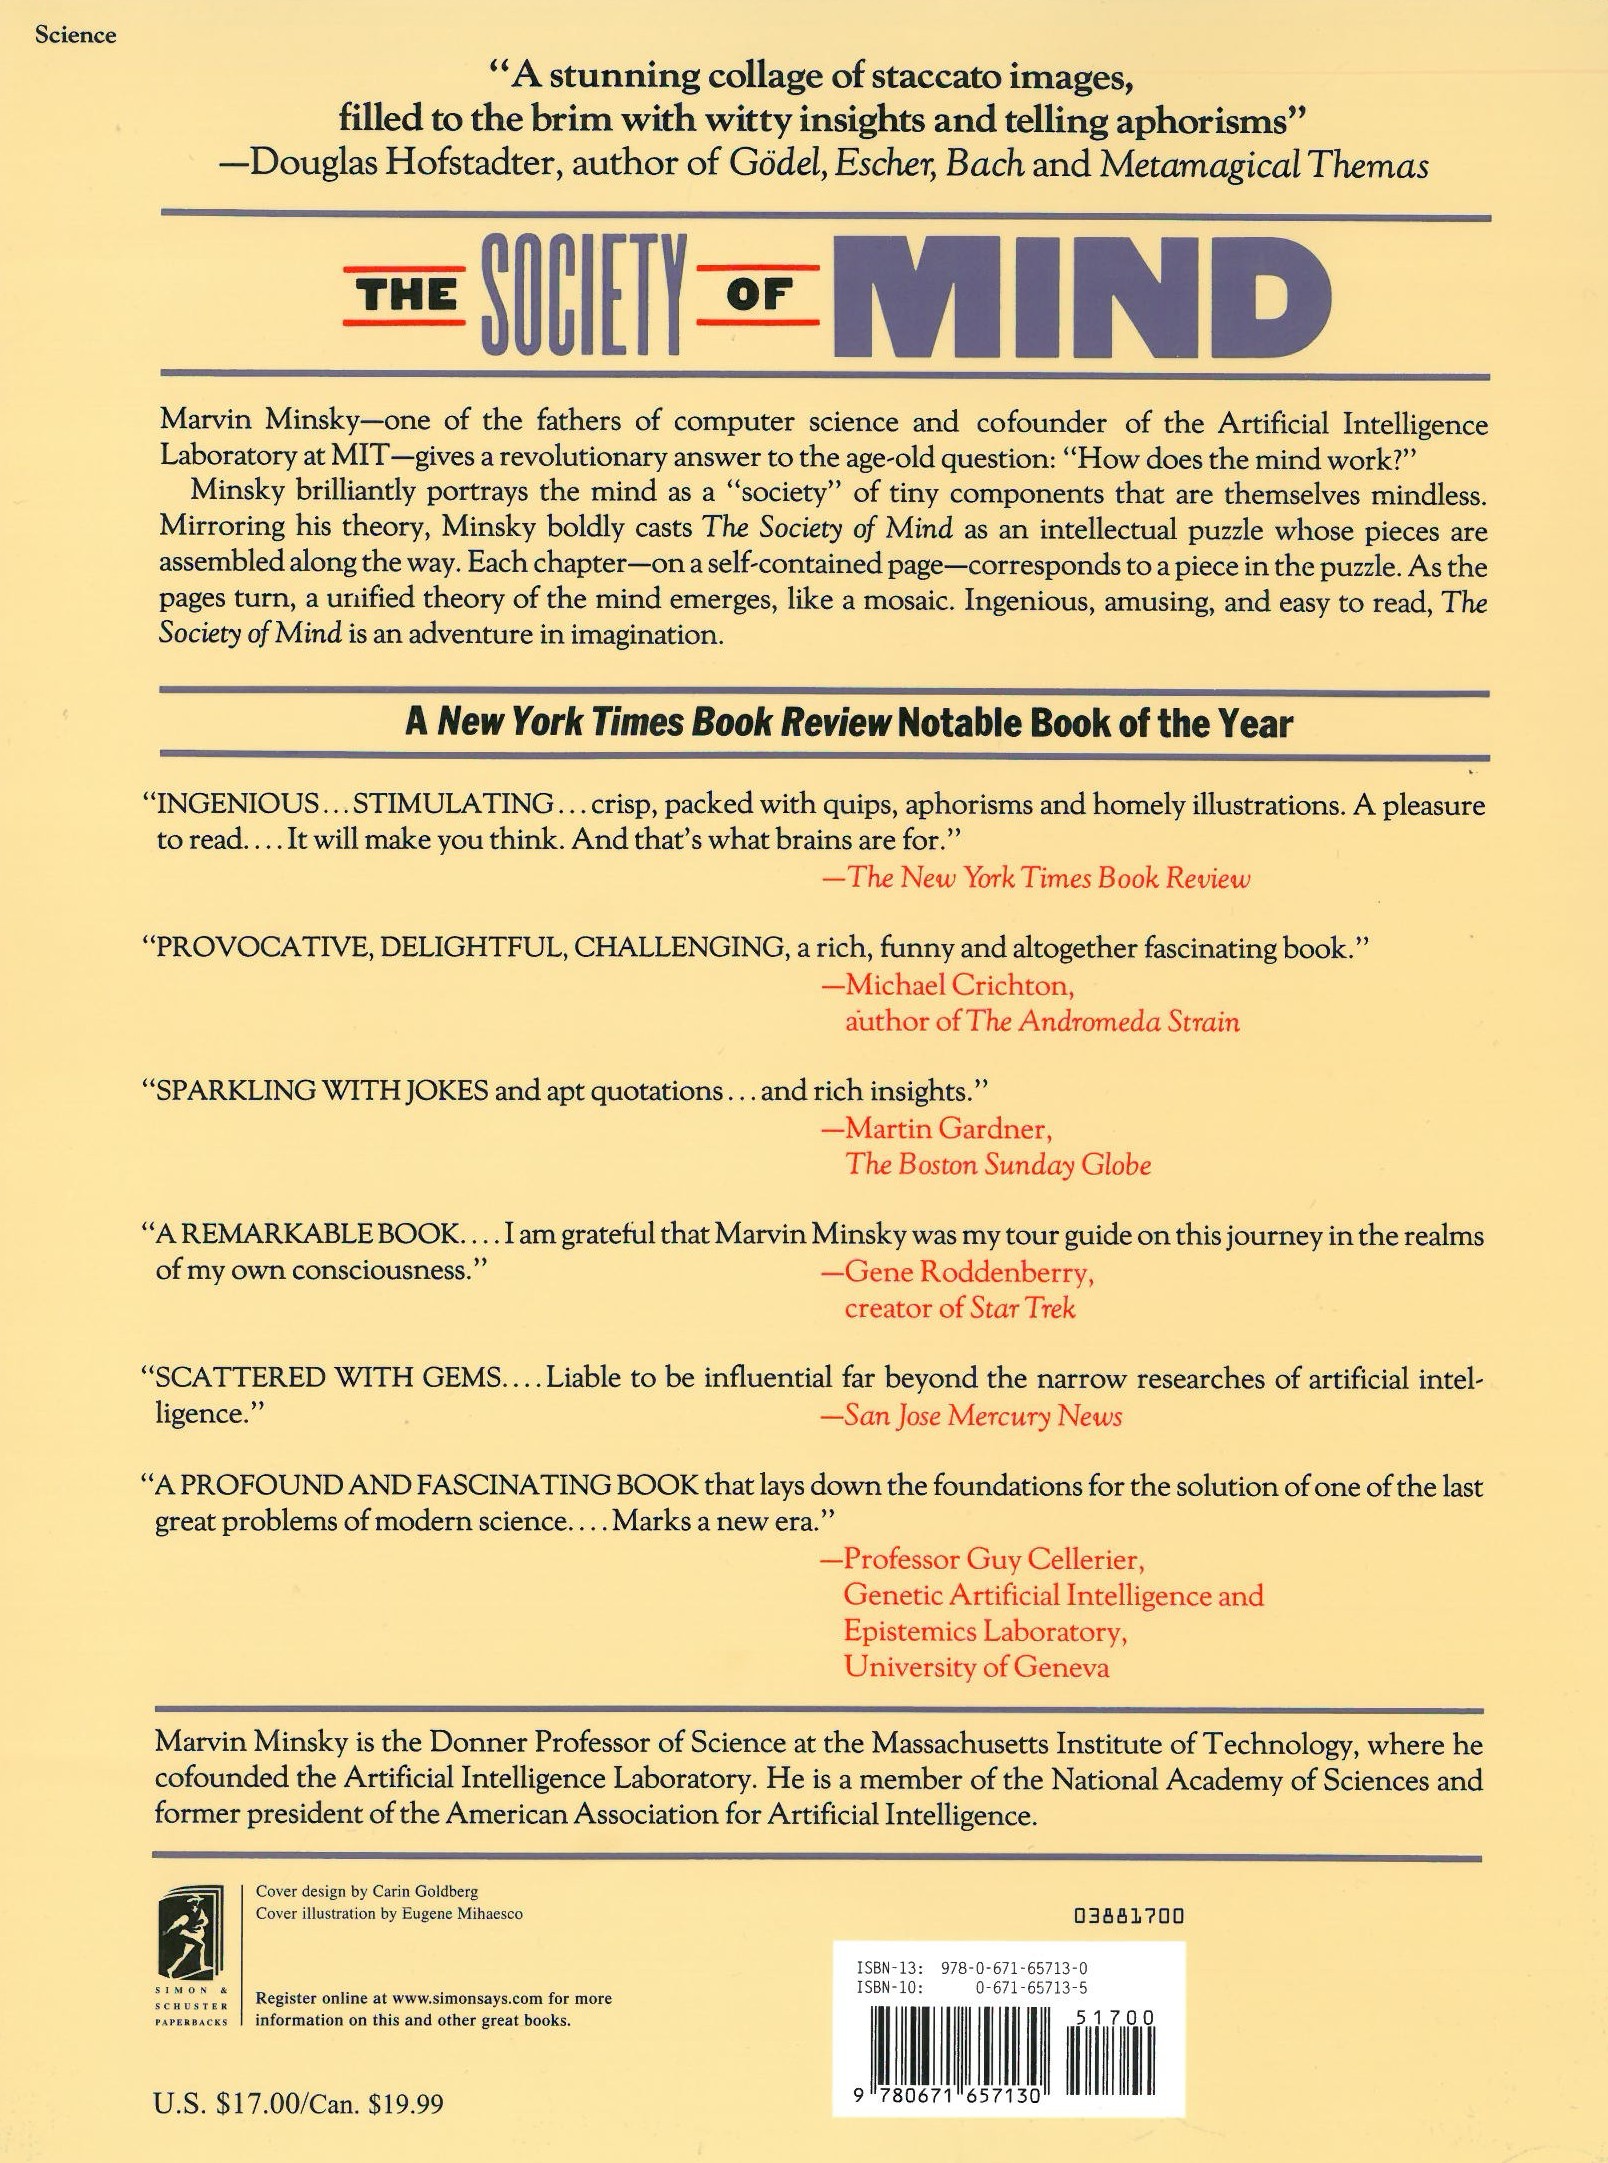 Science
“A stunning collage of staccato images,
filled to the brim with witty insights and telling aphorisms”
—Douglas Hofstadter, author of Gödel, Escher, Bach and Metamagical Themas
THE SOCIETY OF MIND
Marvin Minsky—one of the fathers of computer science and cofounder of the Artificial Intelligence
Laboratory at MIT—gives a revolutionary answer to the age-old question: “How does the mind work?”
Minsky brilliantly portrays the mind as a “society” of tiny components that are themselves mindless.
Mirroring his theory, Minsky boldly casts The Society of Mind as an intellectual puzzle whose pieces are
assembled along the way. Each chapter—on a self-contained page—corresponds to a piece in the puzzle. As the
pages turn, a unified theory of the mind emerges, like a mosaic. Ingenious, amusing, and easy to read, The
Society of Mind is an adventure in imagination.
A New York Times Book Review Notable Book of the Year
“INGENIOUS...STIMULATING...crisp, packed with quips, aphorisms and homely illustrations. A pleasure
to read....It will make you think. And that’s what brains are for.”
—The New York Times Book Review
“PROVOCATIVE, DELIGHTFUL, CHALLENGING, a rich, funny and altogether fascinating book.”
—Michael Crichton,
author of The Andromeda Strain
“SPARKLING WITH JOKES and apt quotations...and rich insights.”
—Martin Gardner,
The Boston Sunday Globe
“A REMARKABLE BOOK....I am grateful that Marvin Minsky was my tour guide on this journey in the realms
of my own consciousness.”
—Gene Roddenberry,
creator of Star Trek
“SCATTERED WITH GEMS....Liable to be influential far beyond the narrow researches of artificial intel-
ligence.”
—San Jose Mercury News
“A PROFOUND AND FASCINATING BOOK that lays down the foundations for the solution of one of the last
great problems of modern science....Marks a new era.”
—Professor Guy Cellerier,
Genetic Artificial Intelligence and
Epistemics Laboratory,
University of Geneva
Marvin Minsky is the Donner Professor of Science at the Massachusetts Institute of Technology, where he
cofounded the Artificial Intelligence Laboratory. He is a member of the National Academy of Sciences and
former president of the American Association for Artificial Intelligence.
Cover design by Carin Goldberg
Cover illustration by Eugene Mihaesco
SIMON &
SCHUSTER
PAPERBACKS
Register online at www.simonsays.com for more
information on this and other great books.
U.S. $17.00/Can. $19.99
03881700
ISBN-13: 978-0-671-65713-0
ISBN-10: 0-671-65713-5
51700
9 780671 657130